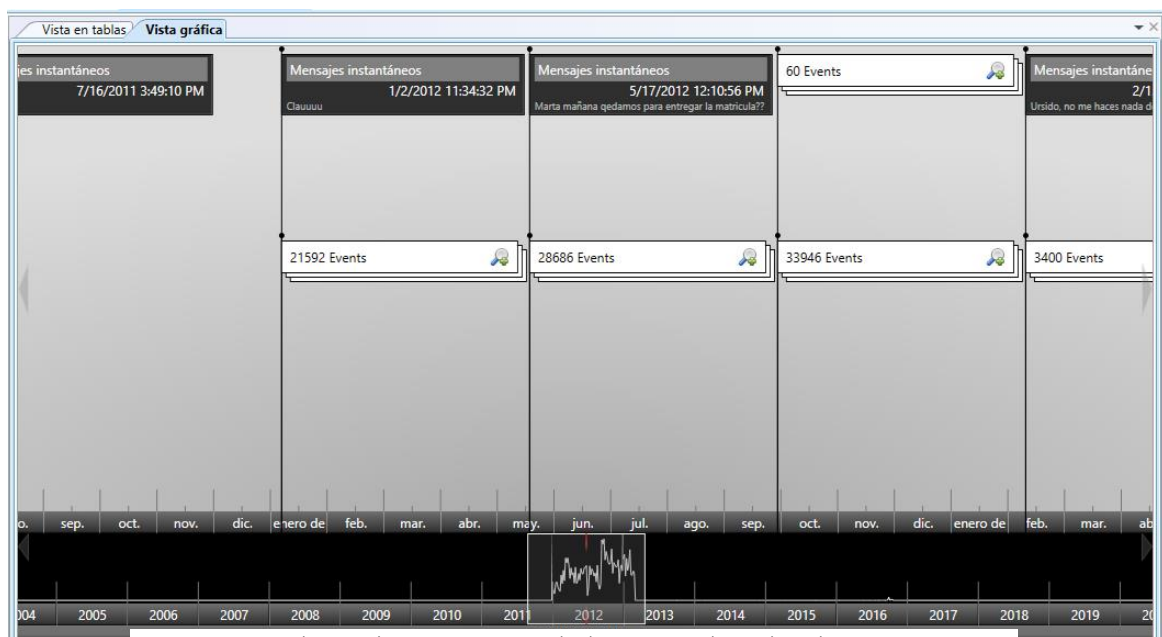 Vista en tablas Vista gráfica
jes instantáneos
7/16/2011 3:49:10 PM
Mensajes instantáneos
1/2/2012 11:34:32 PM
Clauuuu
Mensajes instantáneos
5/17/2012 12:10:56 PM
Marta mañana qedamos para entregar la matricula??
60 Events
Mensajes instantáne
2/1
Ursido, no me haces nada d
21592 Events
28686 Events
33946 Events
3400 Events
o. sep. oct. nov. dic. enero de feb. mar. abr. may. jun. jul. ago. sep. oct. nov. dic. enero de feb. mar. ab
004 2005 2006 2007 2008 2009 2010 2011 2012 2013 2014 2015 2016 2017 2018 2019 20